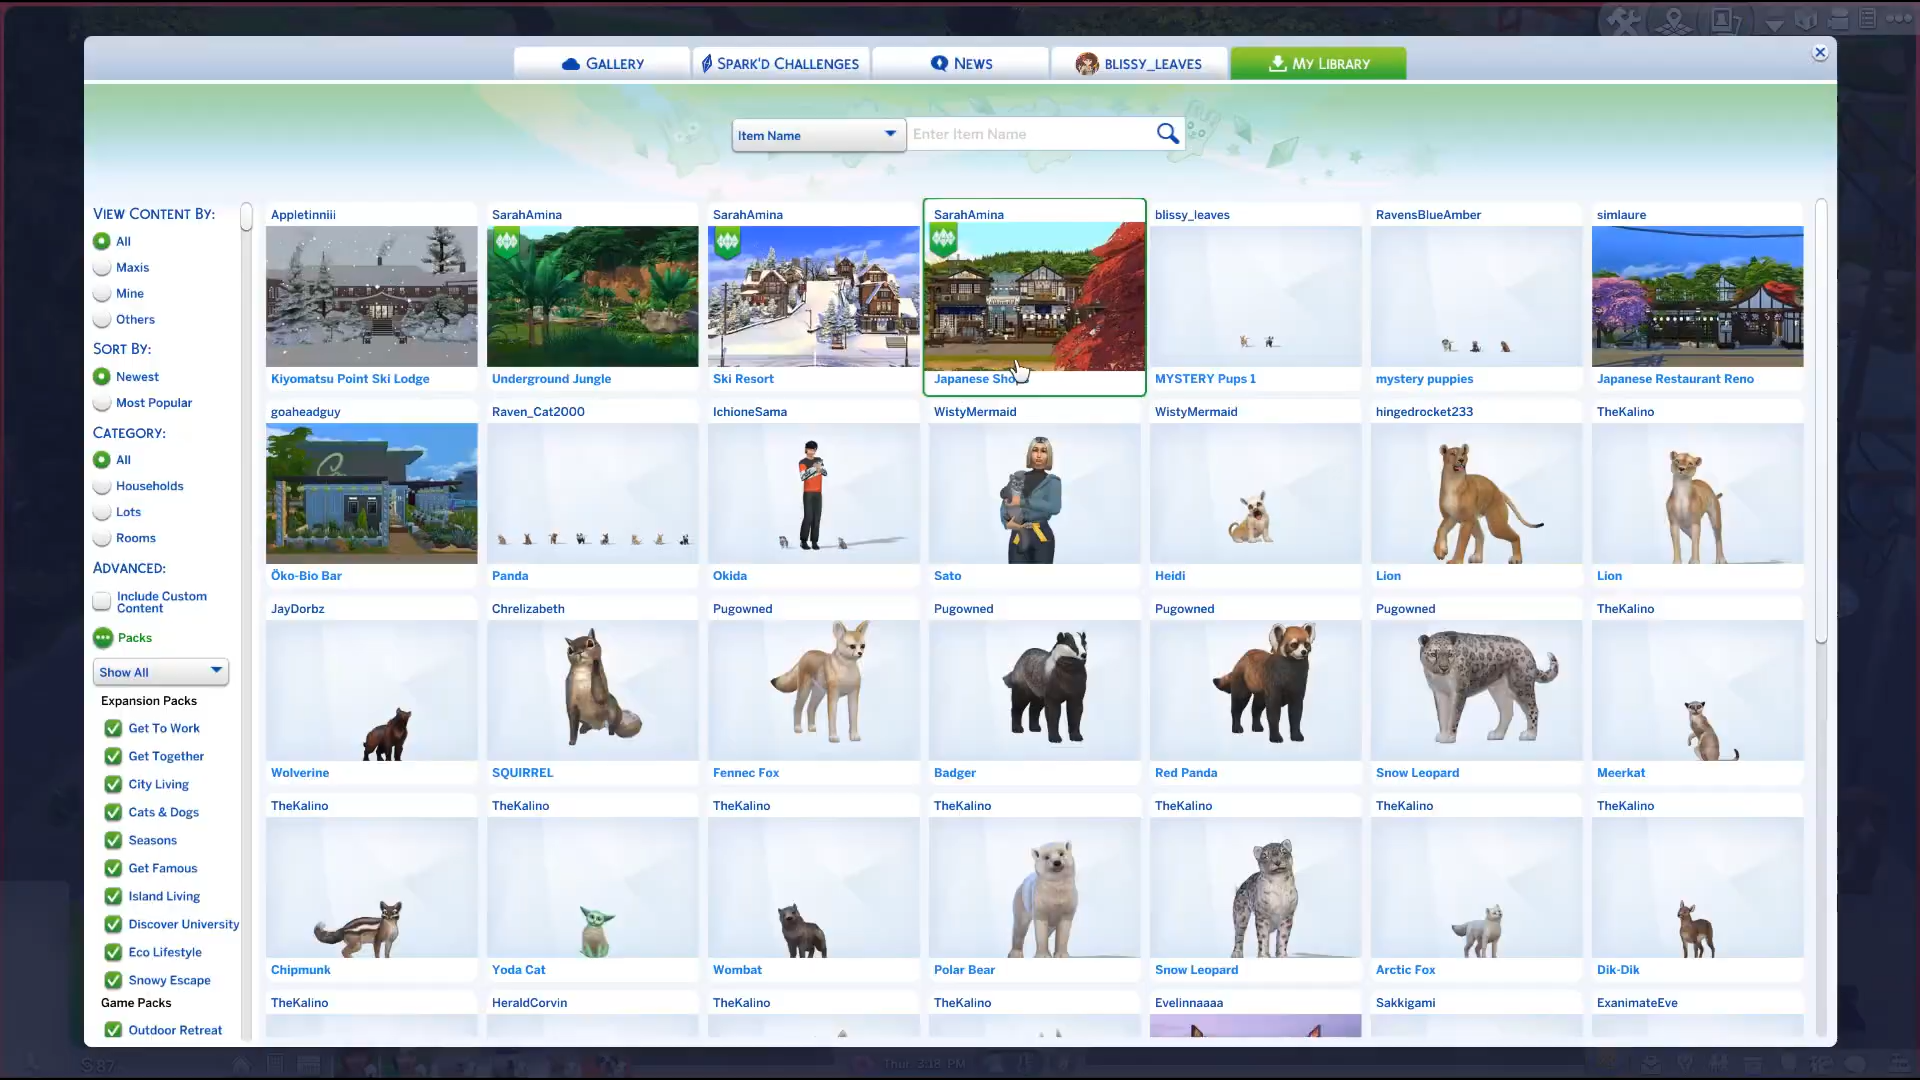 GALLERY
SPARK'D CHALLENGES
NEWS
BLISSY_LEAVES
MY LIBRARY
Item Name
Enter Item Name
VIEW CONTENT BY:
All
Maxis
Mine
Others
SORT BY:
Newest
Most Popular
CATEGORY:
All
Households
Lots
Rooms
ADVANCED:
Include Custom
Content
Packs
Show All
Expansion Packs
Get To Work
Get Together
City Living
Cats & Dogs
Seasons
Get Famous
Island Living
Discover University
Eco Lifestyle
Snowy Escape
Game Packs
Outdoor Retreat
Appletinniii
SarahAmina
SarahAmina
SarahAmina
blissy_leaves
RavensBlueAmber
simlaure
Kiyomatsu Point Ski Lodge
Underground Jungle
Ski Resort
Japanese
MYSTERY Pups 1
mystery puppies
Japanese Restaurant Reno
goaheadguy
Raven_Cat2000
IchioneSama
WistyMermaid
WistyMermaid
hingedrocket233
TheKalino
Öko-Bio Bar
Panda
Okida
Sato
Heidi
Lion
Lion
JayDorbz
Chrelizabeth
Pugowned
Pugowned
Pugowned
Pugowned
TheKalino
Wolverine
SQUIRREL
Fennec Fox
Badger
Red Panda
Snow Leopard
Meerkat
TheKalino
TheKalino
TheKalino
TheKalino
TheKalino
TheKalino
TheKalino
Chipmunk
Yoda Cat
Wombat
Polar Bear
Snow Leopard
Arctic Fox
Dik-Dik
TheKalino
HeraldCorvin
TheKalino
TheKalino
Evelinnaaaa
Sakkigami
ExanimateEve
Thur. 3:18 PM